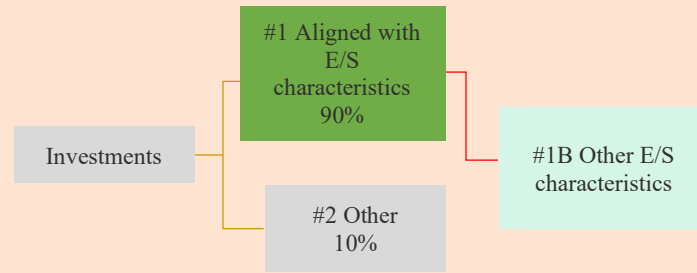 #1 Aligned with
E/S
characteristics
90%
Investments
#1B Other E/S
characteristics
#2 Other
10%